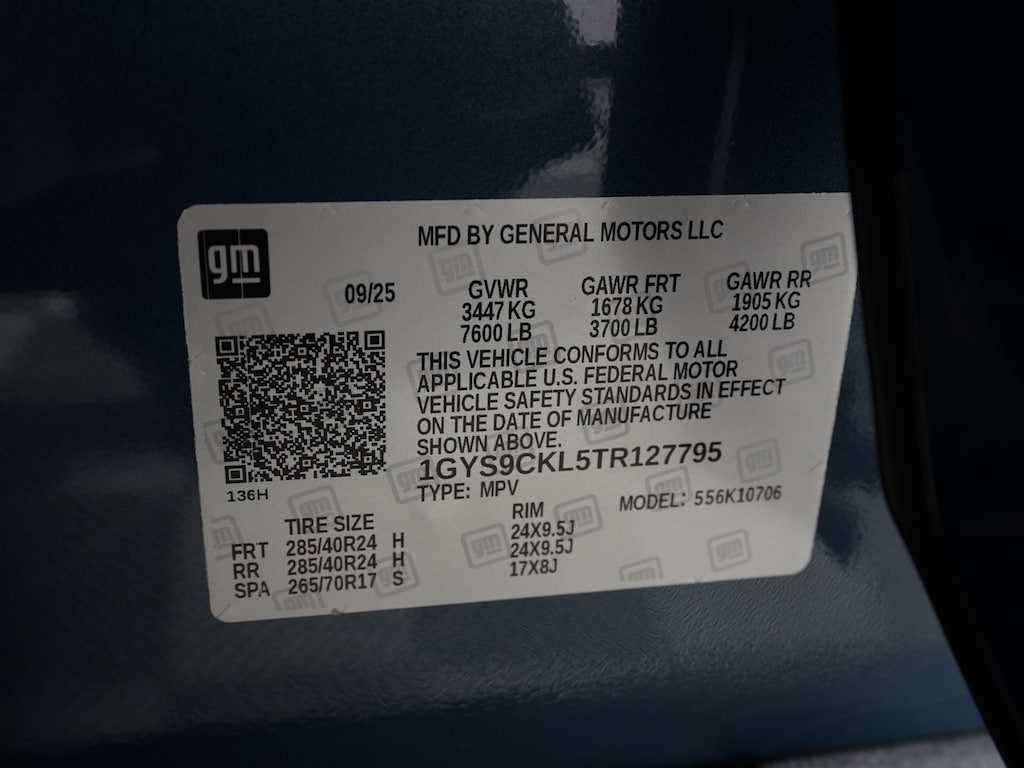 gm
MFD BY GENERAL MOTORS LLC
09/25
GVWR GAWR FRT GAWR RR
3447 KG 1678 KG 1905 KG
7600 LB 3700 LB 4200 LB
THIS VEHICLE CONFORMS TO ALL
APPLICABLE U.S. FEDERAL MOTOR
VEHICLE SAFETY STANDARDS IN EFFECT
ON THE DATE OF MANUFACTURE
SHOWN ABOVE.
1GYS9CKL5TR127795
136H
TYPE: MPV MODEL: 556K10706
TIRE SIZE RIM
FRT 285/40R24 H 24X9.5J
RR 285/40R24 H 24X9.5J
SPA 265/70R17 S 17X8J